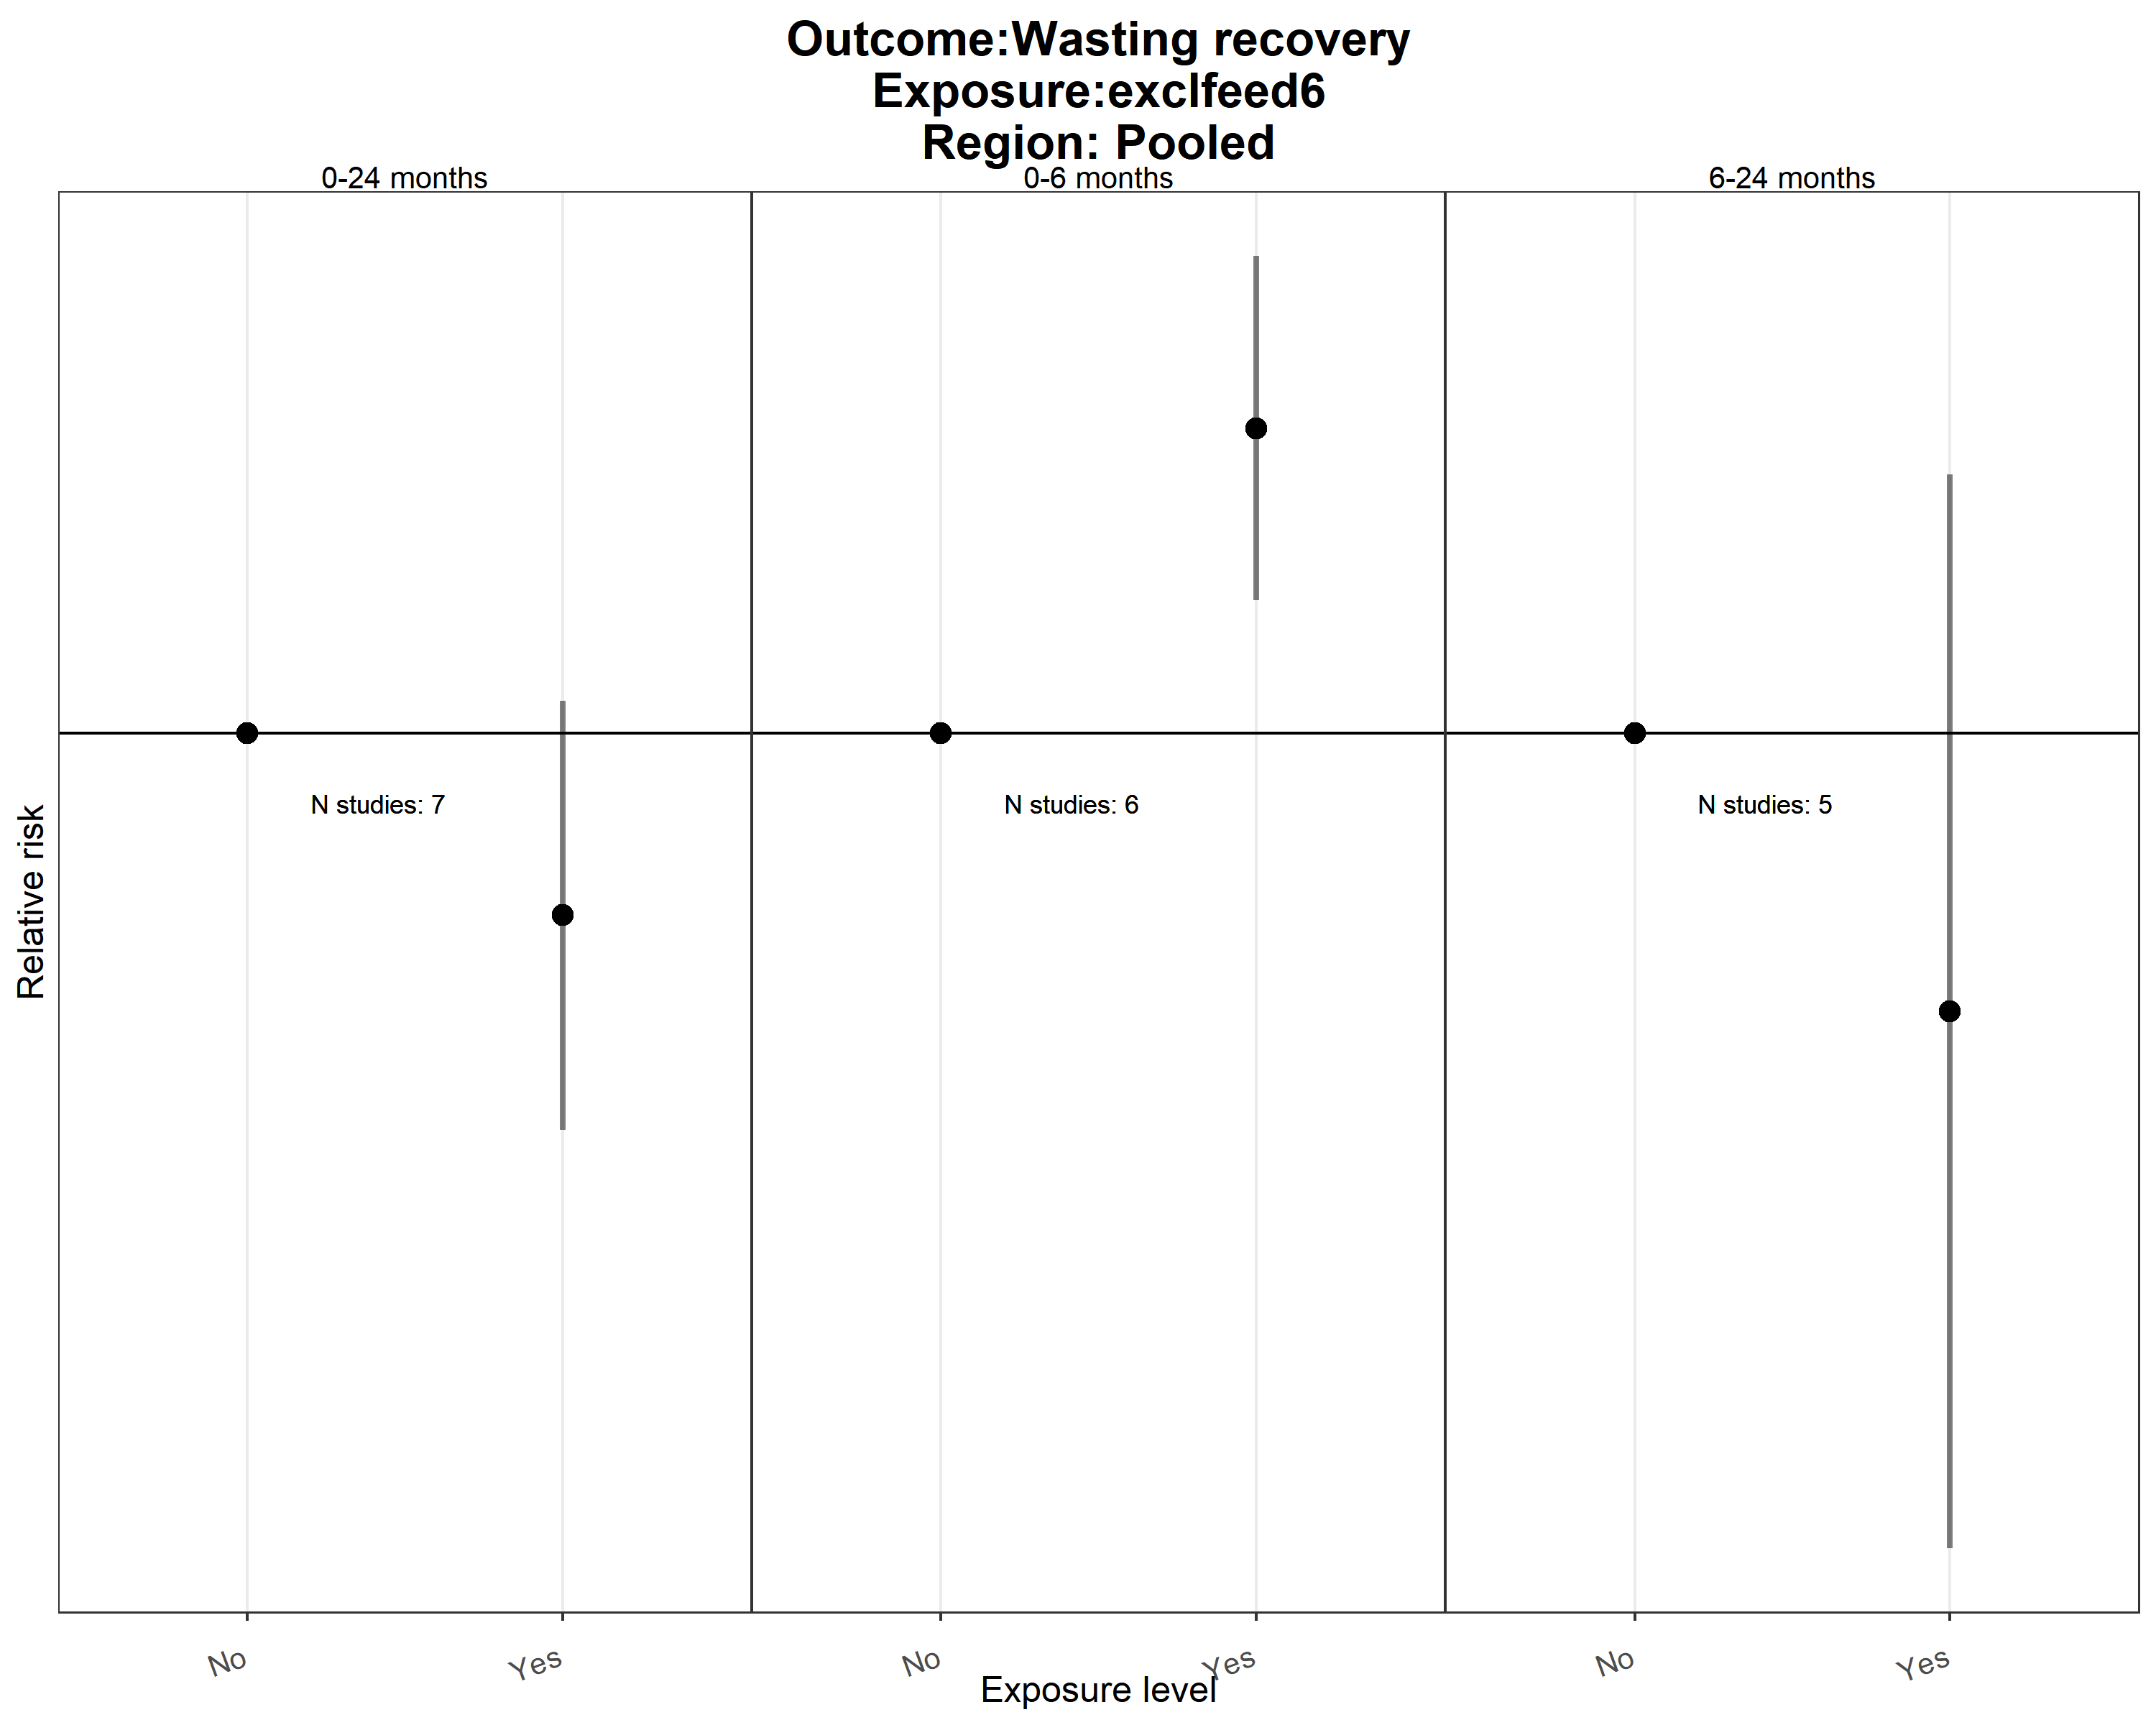 Outcome:Wasting recovery
Exposure:exclfeed6
Region: Pooled
0-24 months
0-6 months
6-24 months
Relative risk
N studies: 7
N studies: 6
N studies: 5
No
Yes
No
Yes
No
Yes
Exposure level